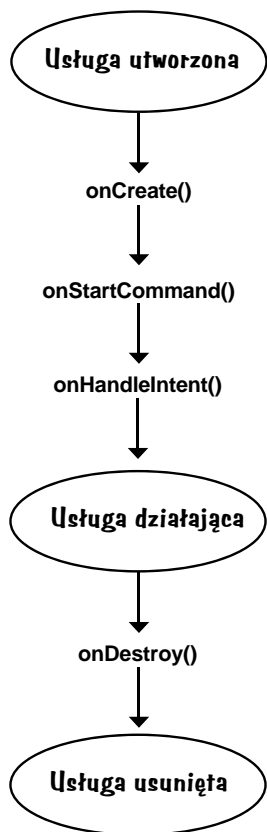 Usługa utworzona
onCreate()
onStartCommand()
onHandleIntent()
Usługa działająca
onDestroy()
Usługa usunięta